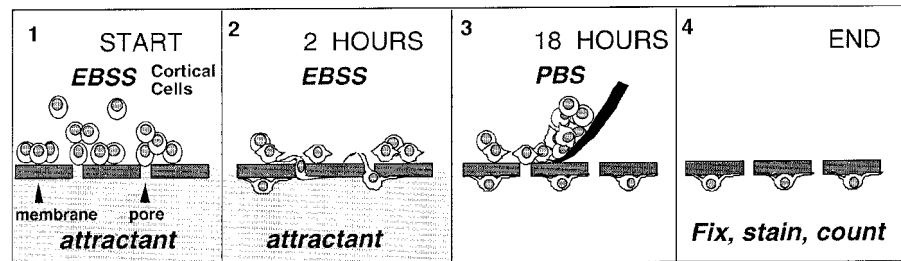 1
START
EBSS Cortical
Cells
membrane
pore
attractant
2
2 HOURS
EBSS
attractant
3
18 HOURS
PBS
4
END
Fix, stain, count